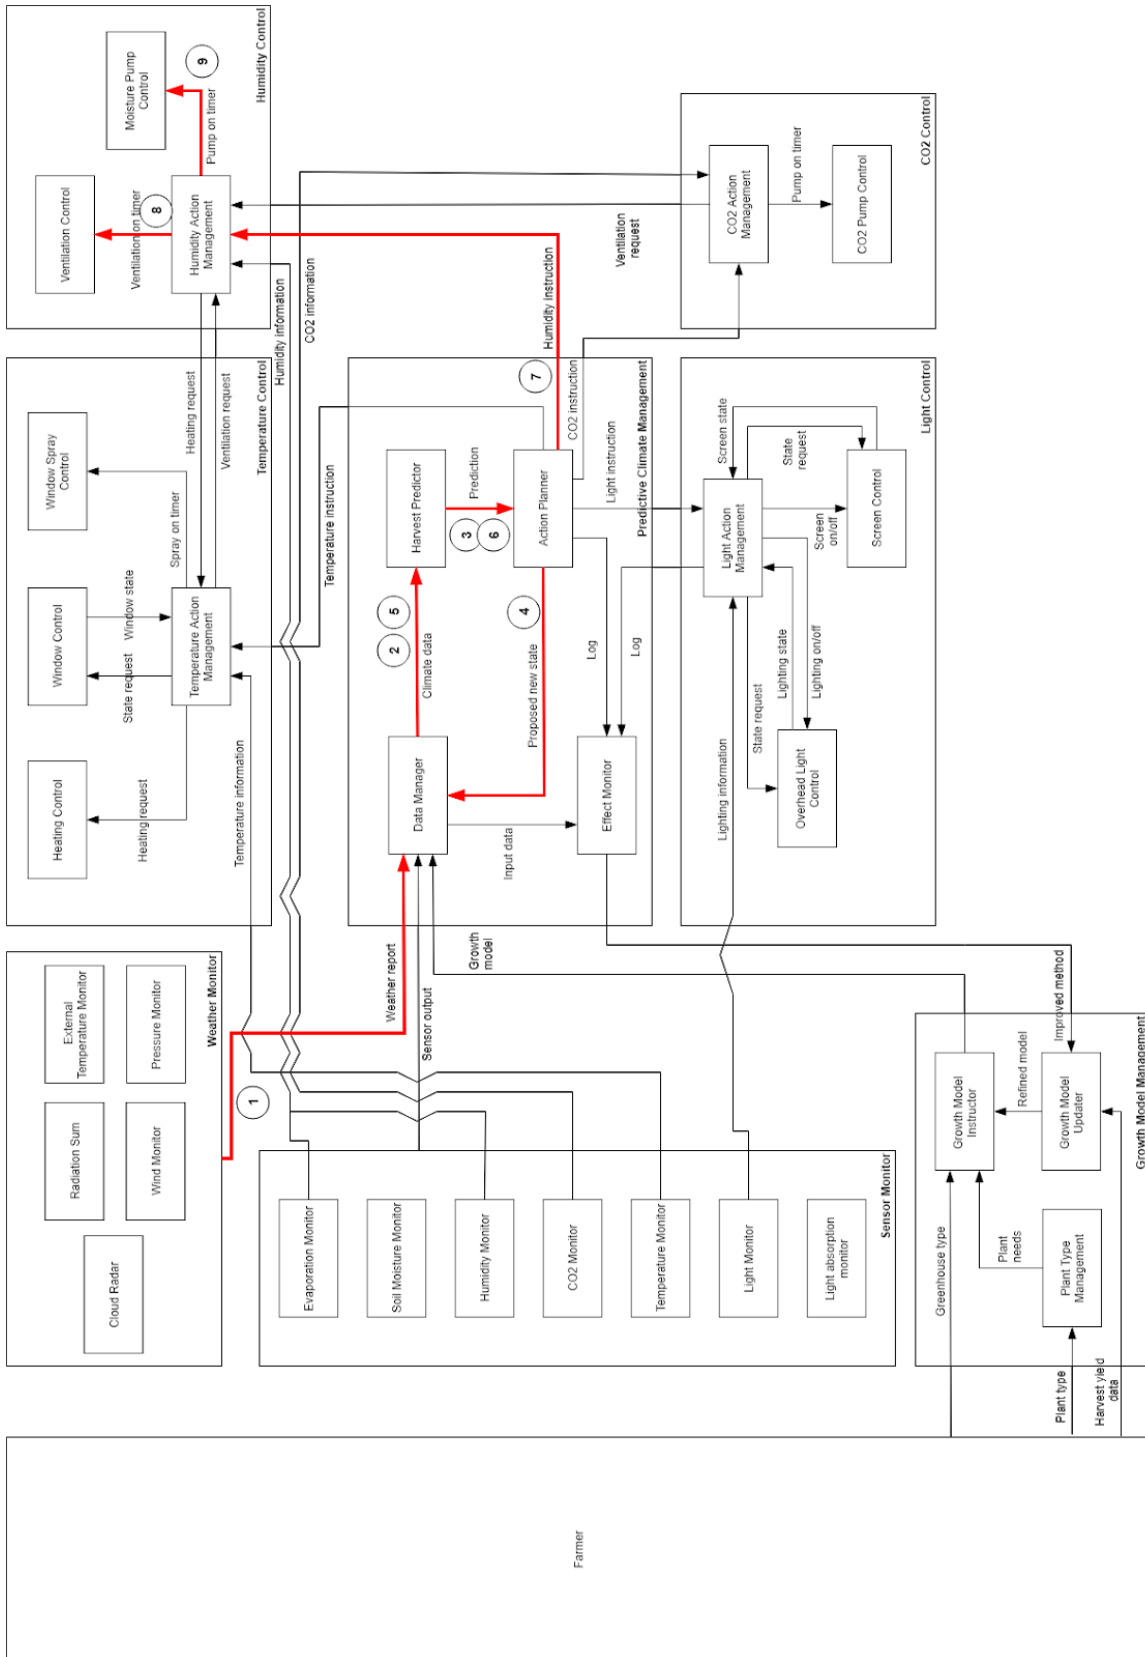 Farmer
Cloud Radar
Radiation Sum
External
Temperature Monitor
Wind Monitor
Pressure Monitor
Weather Monitor
1
Evaporation Monitor
Soil Moisture Monitor
Humidity Monitor
CO2 Monitor
Temperature Monitor
Light Monitor
Light absorption
monitor
Sensor Monitor
Greenhouse type
Plant type
Harvest yield
data
Plant Type
Management
Plant
needs
Growth Model
Instructor
Refined model
Growth Model
Updater
Improved method
Growth Model Management
Weather report
Sensor output
Growth
model
Temperature information
Humidity information
CO2 information
Lighting information
Heating Control
Window Control
Window Spray
Control
Heating request
State request
Window state
Spray on timer
Temperature Action
Management
Temperature Control
Heating request
Ventilation request
Temperature instruction
Data Manager
Climate data
2
5
Harvest Predictor
Prediction
3
6
Action Planner
Proposed new state
4
Input data
Effect Monitor
Log
Log
Light instruction
CO2 instruction
Humidity instruction
7
Predictive Climate Management
Overhead Light
Control
State request
Lighting state
Lighting on/off
Light Action
Management
Screen state
State
request
Screen
on/off
Screen Control
Light Control
Ventilation Control
Ventilation on timer
8
Humidity Action
Management
Pump on timer
9
Moisture Pump
Control
Humidity Control
Ventilation
request
CO2 Action
Management
Pump on timer
CO2 Pump Control
CO2 Control